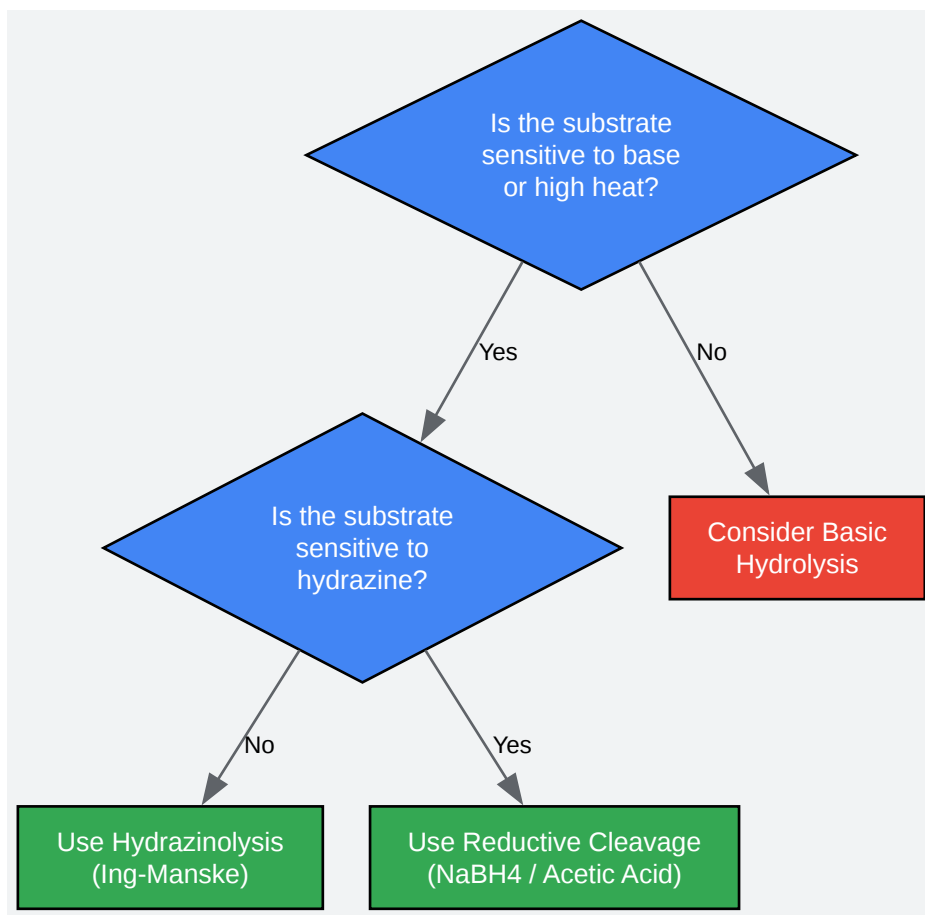 Is the substrate
sensitive to base
or high heat?
Yes
No
Is the substrate
sensitive to
hydrazine?
Consider Basic
Hydrolysis
No
Yes
Use Hydrazinolysis
(Ing-Manske)
Use Reductive Cleavage
(NaBH4 / Acetic Acid)